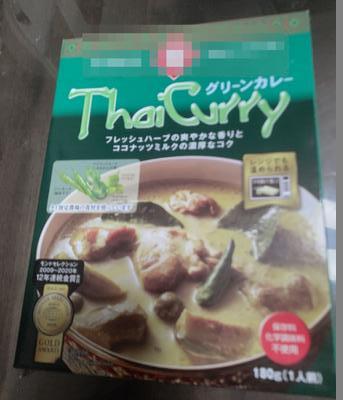 グリーンカレー
ThaiCurry
フレッシュハーブの爽やかな香りと
ココナッツミルクの濃厚なコク
レンジでも
温められる
モンドセレクション
2009~2020年
12年連続金賞
GOLD
AWARD
保存料
化学調味料
不使用
180g(1人前)